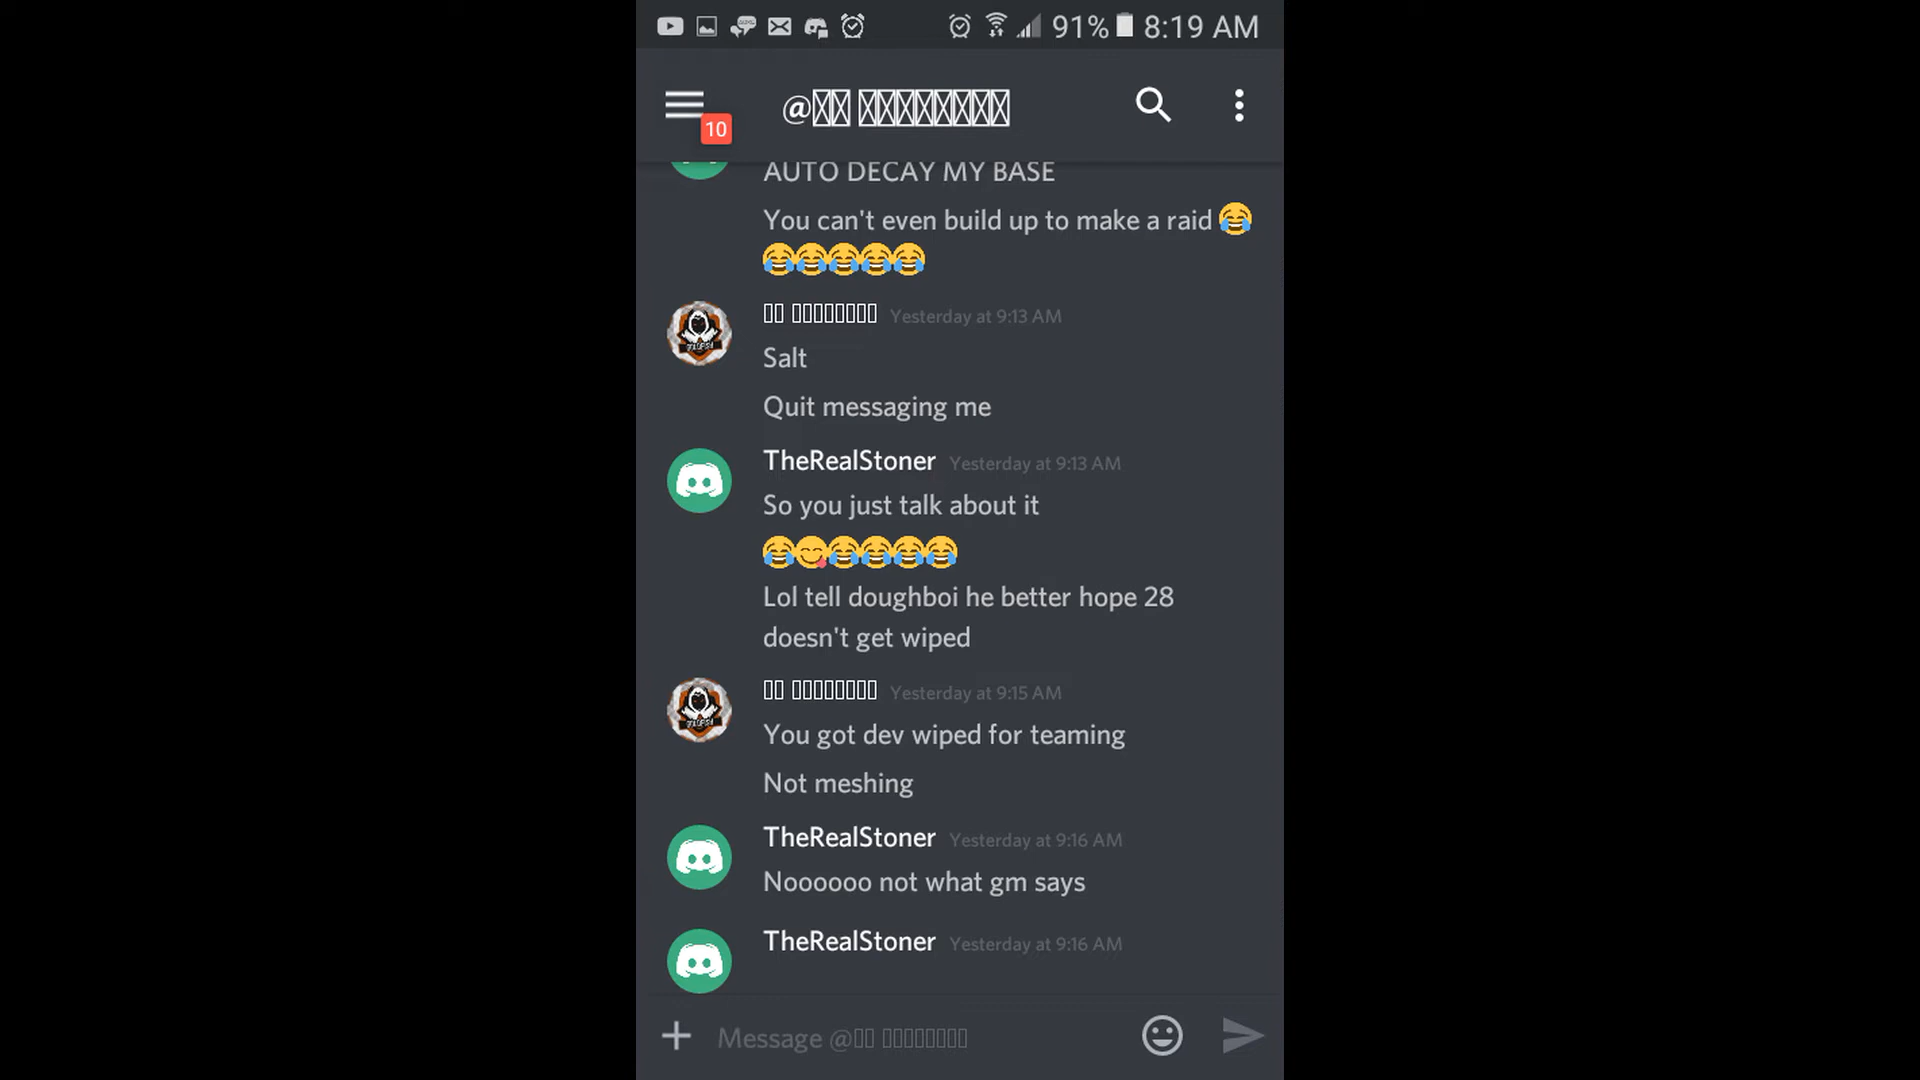 91% 8:19 AM
10
@
AUTO DECAY MY BASE
You can't even build up to make a raid 😂
😂😂😂😂😂
Yesterday at 9:13 AM
Salt
Quit messaging me
TheRealStoner Yesterday at 9:13 AM
So you just talk about it
😂😋😂😂😂😂
Lol tell doughboi he better hope 28
doesn't get wiped
Yesterday at 9:15 AM
You got dev wiped for teaming
Not meshing
TheRealStoner Yesterday at 9:16 AM
Noooooo not what gm says
TheRealStoner Yesterday at 9:16 AM
Message @